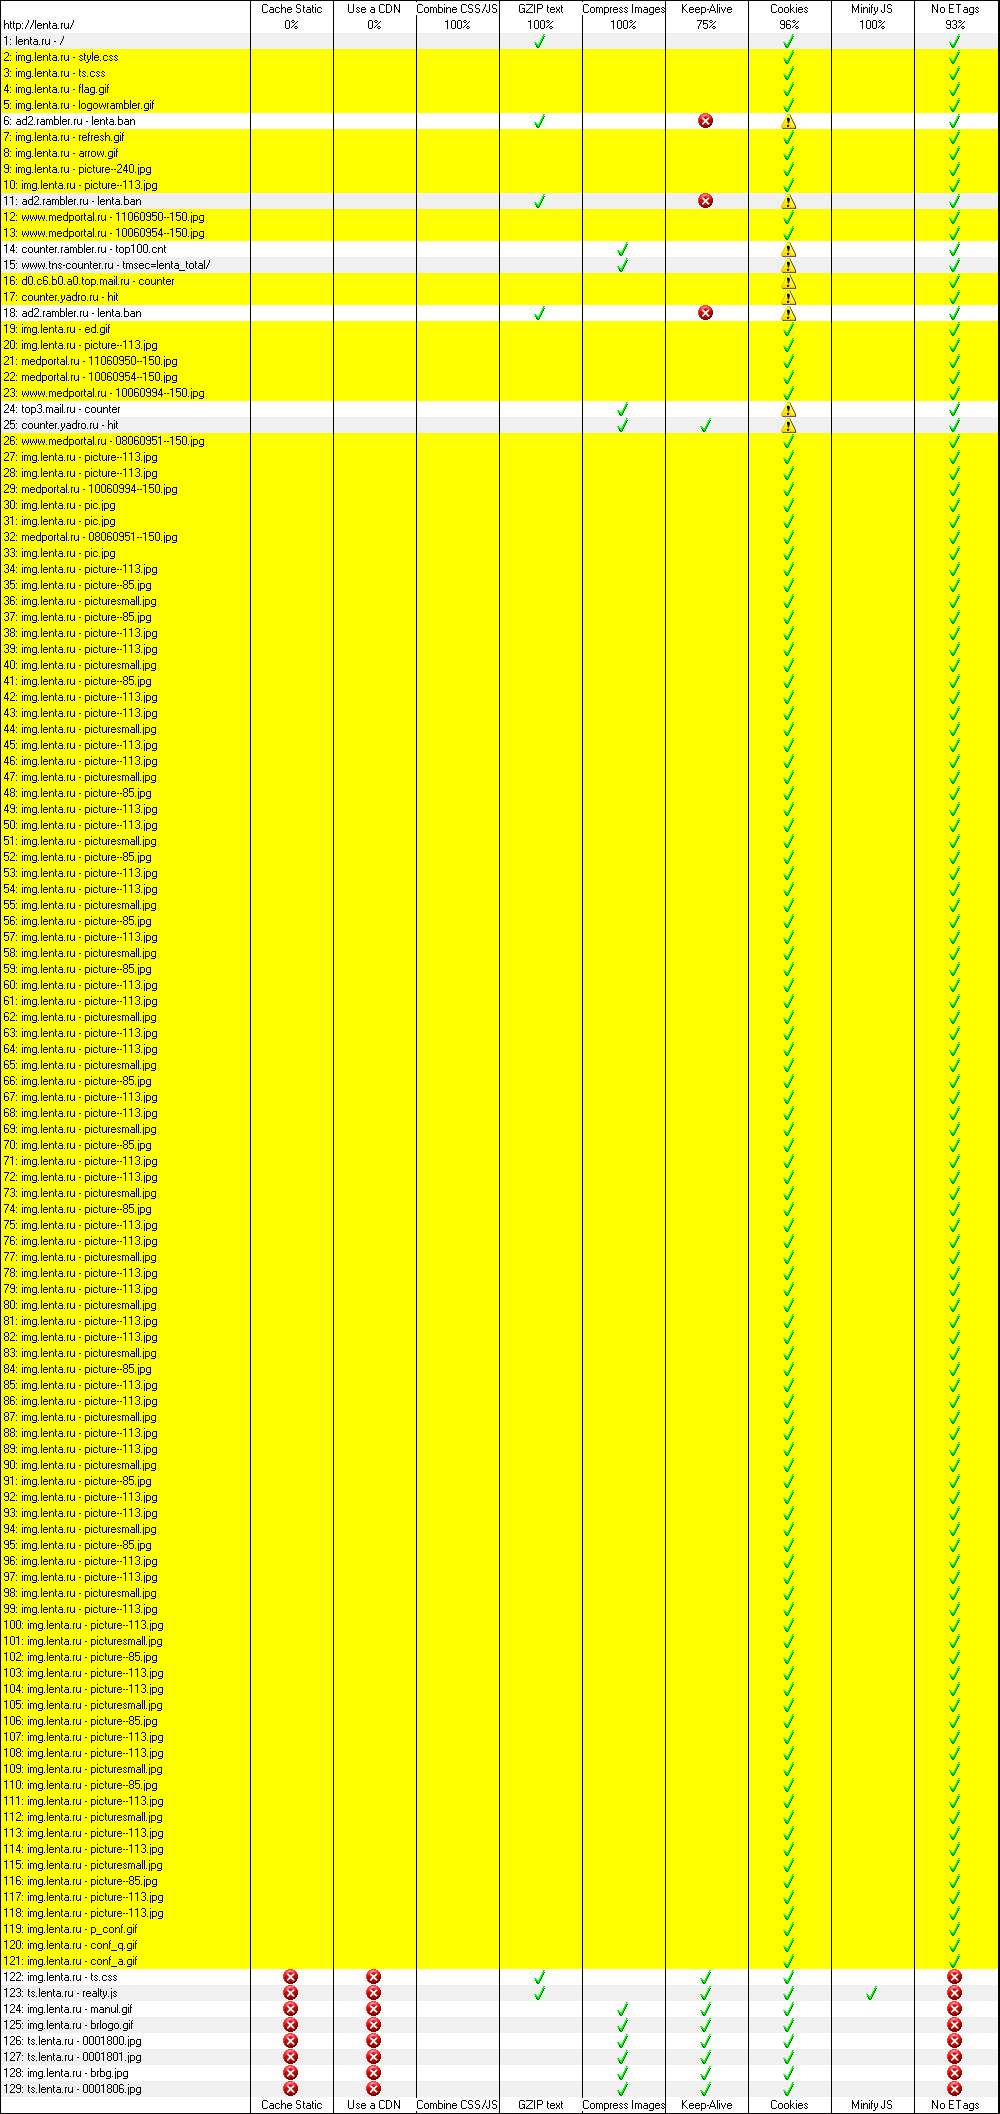 Cache Static Use a CDN Combine CSS/JS GZIP text Compress Images Keep-Alive Cookies Minify JS No ETags
http://lenta.ru/ 0% 0% 100% 100% 100% 75% 96% 100% 93%
1: lenta.ru - /
2: img.lenta.ru - style.css
3: img.lenta.ru - ts.css
4: img.lenta.ru - flag.gif
5: img.lenta.ru - logowrambler.gif
6: ad2.rambler.ru - lenta.ban
7: img.lenta.ru - refresh.gif
8: img.lenta.ru - arrow.gif
9: img.lenta.ru - picture--240.jpg
10: img.lenta.ru - picture--113.jpg
11: ad2.rambler.ru - lenta.ban
12: www.medportal.ru - 11060950--150.jpg
13: www.medportal.ru - 10060954--150.jpg
14: counter.rambler.ru - top100.cnt
15: www.tns-counter.ru - tmsec=lenta_total/
16: d0.c6.b0.a0.top.mail.ru - counter
17: counter.yadro.ru - hit
18: ad2.rambler.ru - lenta.ban
19: img.lenta.ru - ed.gif
20: img.lenta.ru - picture--113.jpg
21: medportal.ru - 11060950--150.jpg
22: medportal.ru - 10060954--150.jpg
23: www.medportal.ru - 10060994--150.jpg
24: top3.mail.ru - counter
25: counter.yadro.ru - hit
26: www.medportal.ru - 08060951--150.jpg
27: img.lenta.ru - picture--113.jpg
28: img.lenta.ru - picture--113.jpg
29: medportal.ru - 10060994--150.jpg
30: img.lenta.ru - pic.jpg
31: img.lenta.ru - pic.jpg
32: medportal.ru - 08060951--150.jpg
33: img.lenta.ru - pic.jpg
34: img.lenta.ru - picture--113.jpg
35: img.lenta.ru - picture--85.jpg
36: img.lenta.ru - picturesmall.jpg
37: img.lenta.ru - picture--85.jpg
38: img.lenta.ru - picture--113.jpg
39: img.lenta.ru - picture--113.jpg
40: img.lenta.ru - picturesmall.jpg
41: img.lenta.ru - picture--85.jpg
42: img.lenta.ru - picture--113.jpg
43: img.lenta.ru - picture--113.jpg
44: img.lenta.ru - picturesmall.jpg
45: img.lenta.ru - picture--113.jpg
46: img.lenta.ru - picture--113.jpg
47: img.lenta.ru - picturesmall.jpg
48: img.lenta.ru - picture--85.jpg
49: img.lenta.ru - picture--113.jpg
50: img.lenta.ru - picture--113.jpg
51: img.lenta.ru - picturesmall.jpg
52: img.lenta.ru - picture--85.jpg
53: img.lenta.ru - picture--113.jpg
54: img.lenta.ru - picture--113.jpg
55: img.lenta.ru - picturesmall.jpg
56: img.lenta.ru - picture--85.jpg
57: img.lenta.ru - picture--113.jpg
58: img.lenta.ru - picturesmall.jpg
59: img.lenta.ru - picture--85.jpg
60: img.lenta.ru - picture--113.jpg
61: img.lenta.ru - picture--113.jpg
62: img.lenta.ru - picturesmall.jpg
63: img.lenta.ru - picture--113.jpg
64: img.lenta.ru - picture--113.jpg
65: img.lenta.ru - picturesmall.jpg
66: img.lenta.ru - picture--85.jpg
67: img.lenta.ru - picture--113.jpg
68: img.lenta.ru - picture--113.jpg
69: img.lenta.ru - picturesmall.jpg
70: img.lenta.ru - picture--85.jpg
71: img.lenta.ru - picture--113.jpg
72: img.lenta.ru - picture--113.jpg
73: img.lenta.ru - picturesmall.jpg
74: img.lenta.ru - picture--85.jpg
75: img.lenta.ru - picture--113.jpg
76: img.lenta.ru - picture--113.jpg
77: img.lenta.ru - picturesmall.jpg
78: img.lenta.ru - picture--113.jpg
79: img.lenta.ru - picture--113.jpg
80: img.lenta.ru - picturesmall.jpg
81: img.lenta.ru - picture--113.jpg
82: img.lenta.ru - picture--113.jpg
83: img.lenta.ru - picturesmall.jpg
84: img.lenta.ru - picture--85.jpg
85: img.lenta.ru - picture--113.jpg
86: img.lenta.ru - picture--113.jpg
87: img.lenta.ru - picturesmall.jpg
88: img.lenta.ru - picture--113.jpg
89: img.lenta.ru - picture--113.jpg
90: img.lenta.ru - picturesmall.jpg
91: img.lenta.ru - picture--85.jpg
92: img.lenta.ru - picture--113.jpg
93: img.lenta.ru - picture--113.jpg
94: img.lenta.ru - picturesmall.jpg
95: img.lenta.ru - picture--85.jpg
96: img.lenta.ru - picture--113.jpg
97: img.lenta.ru - picture--113.jpg
98: img.lenta.ru - picturesmall.jpg
99: img.lenta.ru - picture--113.jpg
100: img.lenta.ru - picture--113.jpg
101: img.lenta.ru - picturesmall.jpg
102: img.lenta.ru - picture--85.jpg
103: img.lenta.ru - picture--113.jpg
104: img.lenta.ru - picture--113.jpg
105: img.lenta.ru - picturesmall.jpg
106: img.lenta.ru - picture--85.jpg
107: img.lenta.ru - picture--113.jpg
108: img.lenta.ru - picture--113.jpg
109: img.lenta.ru - picturesmall.jpg
110: img.lenta.ru - picture--85.jpg
111: img.lenta.ru - picture--113.jpg
112: img.lenta.ru - picturesmall.jpg
113: img.lenta.ru - picture--113.jpg
114: img.lenta.ru - picture--113.jpg
115: img.lenta.ru - picturesmall.jpg
116: img.lenta.ru - picture--85.jpg
117: img.lenta.ru - picture--113.jpg
118: img.lenta.ru - picture--113.jpg
119: img.lenta.ru - p_conf.gif
120: img.lenta.ru - conf_q.gif
121: img.lenta.ru - conf_a.gif
122: img.lenta.ru - ts.css
123: ts.lenta.ru - realty.js
124: img.lenta.ru - manul.gif
125: img.lenta.ru - brlogo.gif
126: ts.lenta.ru - 0001800.jpg
127: ts.lenta.ru - 0001801.jpg
128: img.lenta.ru - brbg.jpg
129: ts.lenta.ru - 0001806.jpg
Cache Static Use a CDN Combine CSS/JS GZIP text Compress Images Keep-Alive Cookies Minify JS No ETags